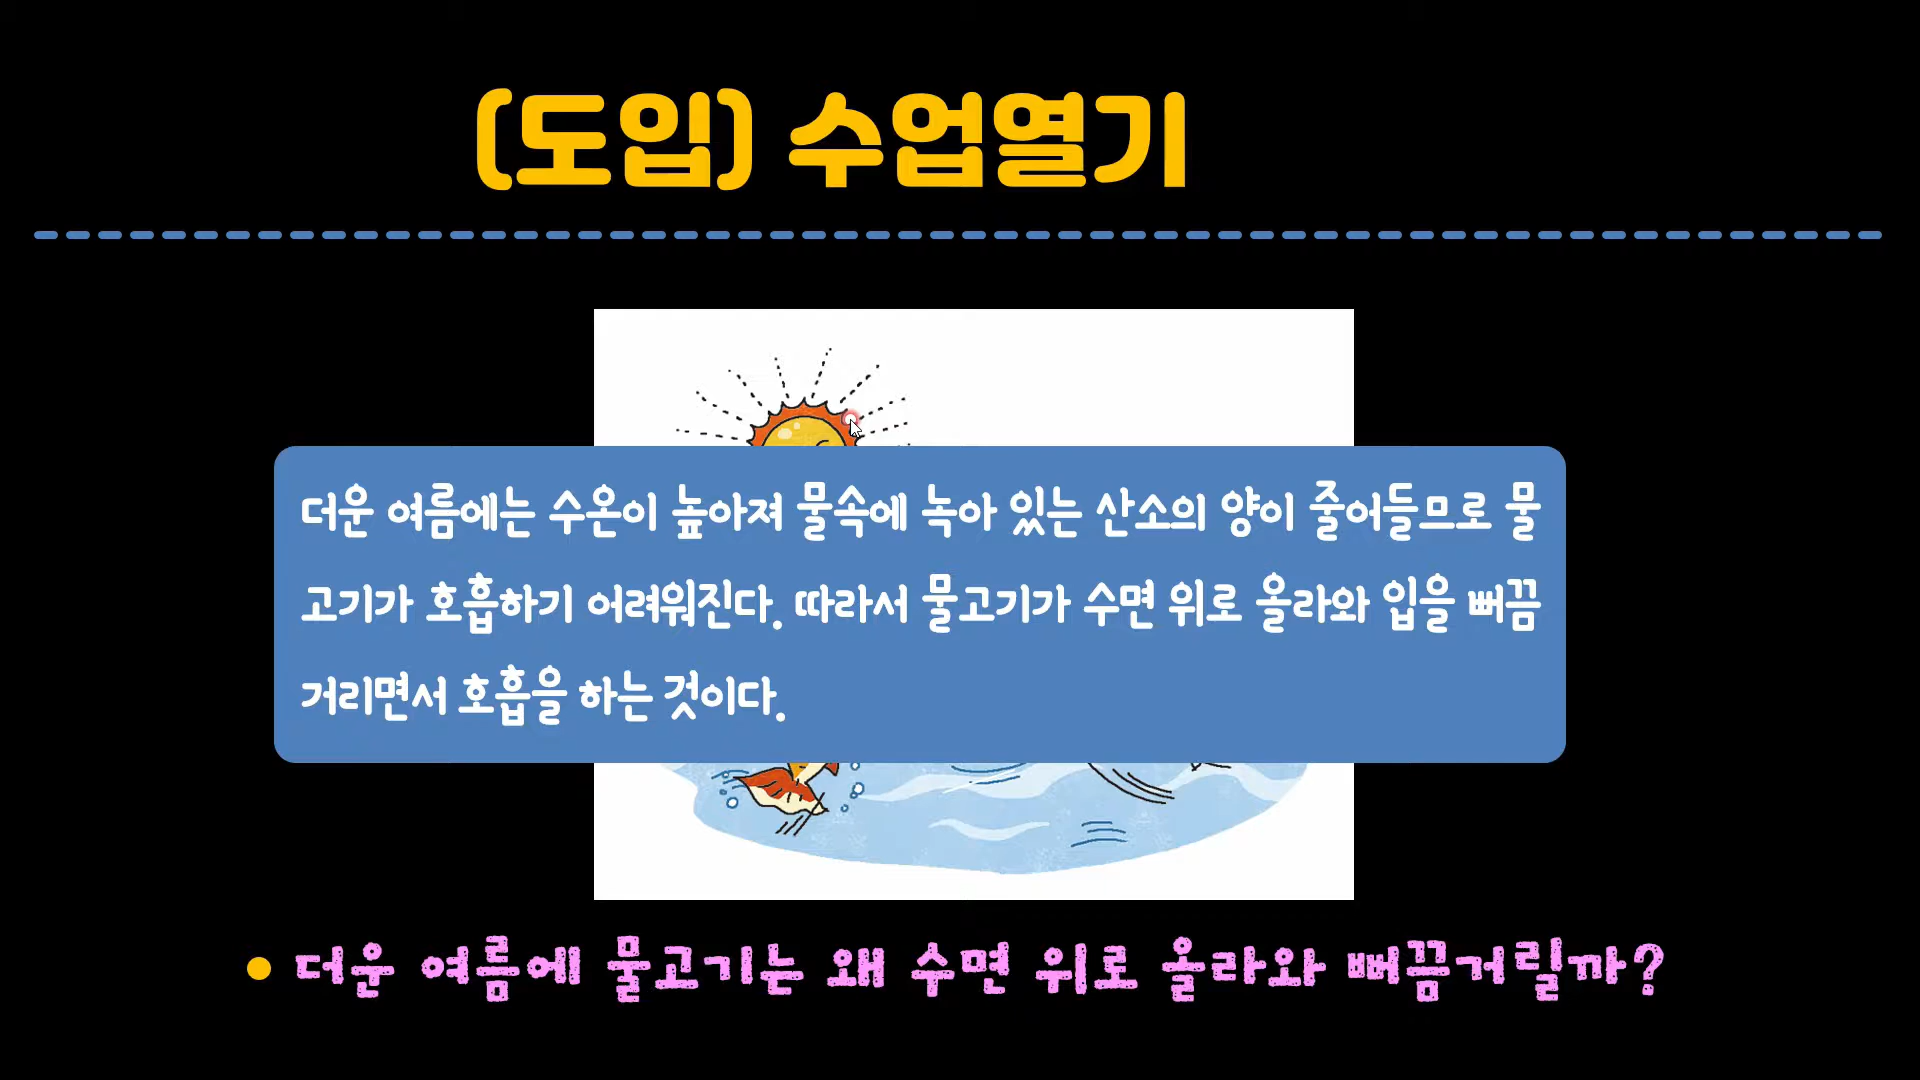 (도입) 수업열기
더운 여름에는 수온이 높아져 물속에 녹아 있는 산소의 양이 줄어들므로 물
고기가 호흡하기 어려워진다. 따라서 물고기가 수면 위로 올라와 입을 뻐끔
거리면서 호흡을 하는 것이다.
더운 여름에 물고기는 왜 수면 위로 올라와 뻐끔거릴까?